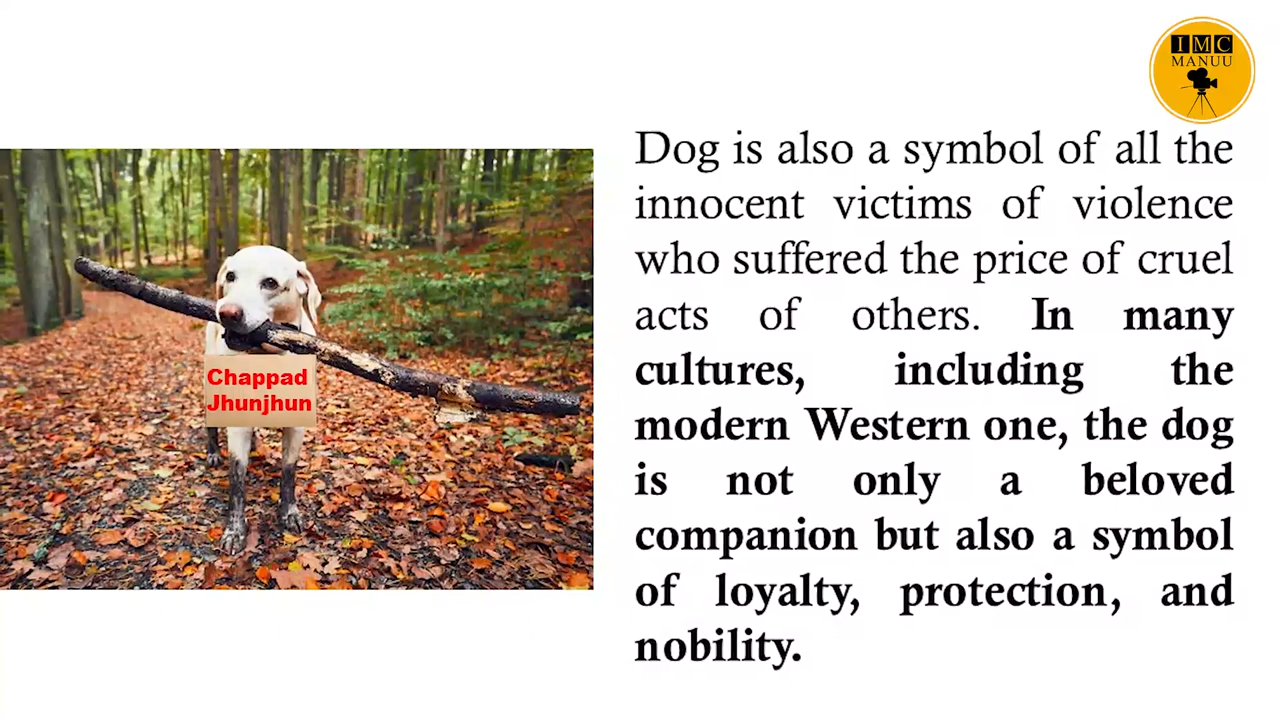 IMC
MANUU
Dog is also a symbol of all the
innocent victims of violence
who suffered the price of cruel
acts of others. In many
cultures, including the
modern Western one, the dog
is not only a beloved
companion but also a symbol
of loyalty, protection, and
nobility.
Chappad
Jhunjhun